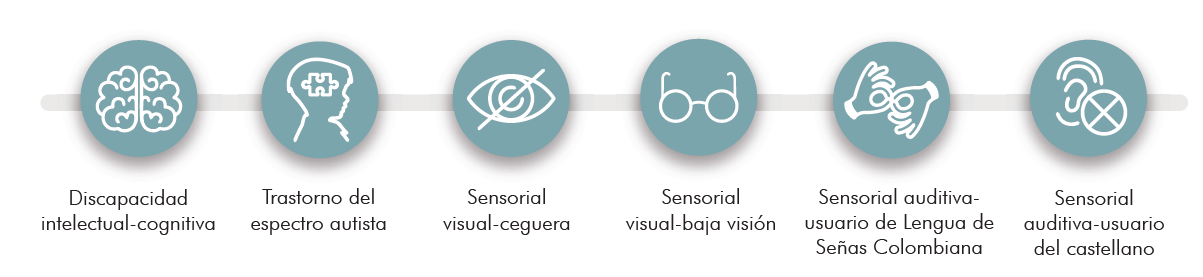 Discapacidad
intelectual-cognitiva
Trastorno del
espectro autista
Sensorial
visual-ceguera
Sensorial
visual-baja visión
Sensorial auditiva-
usuario de Lengua de
Señas Colombiana
Sensorial
auditiva-usuario
del castellano